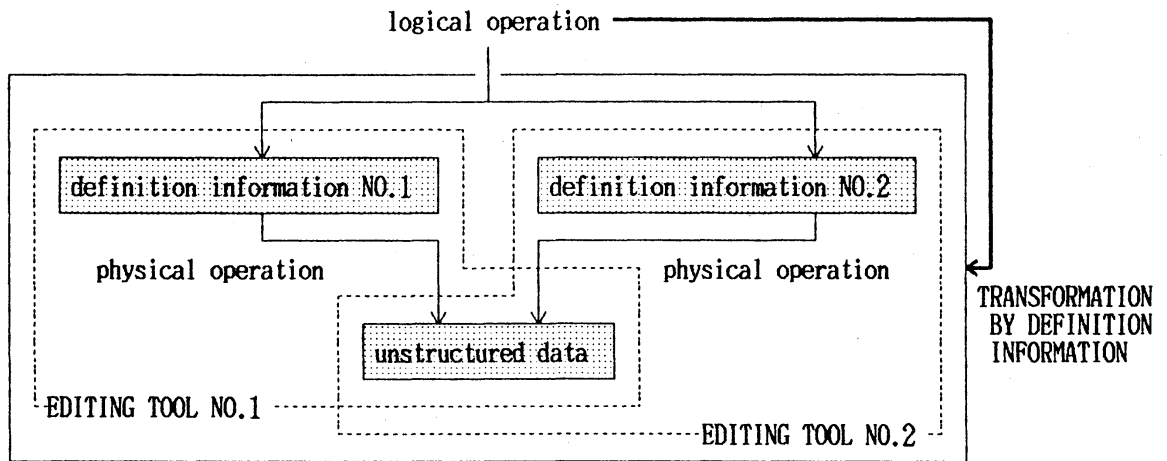 logical operation
definition information NO.1
definition information NO.2
physical operation
physical operation
TRANSFORMATION
BY DEFINITION
INFORMATION
unstructured data
EDITING TOOL NO.1
EDITING TOOL NO.2